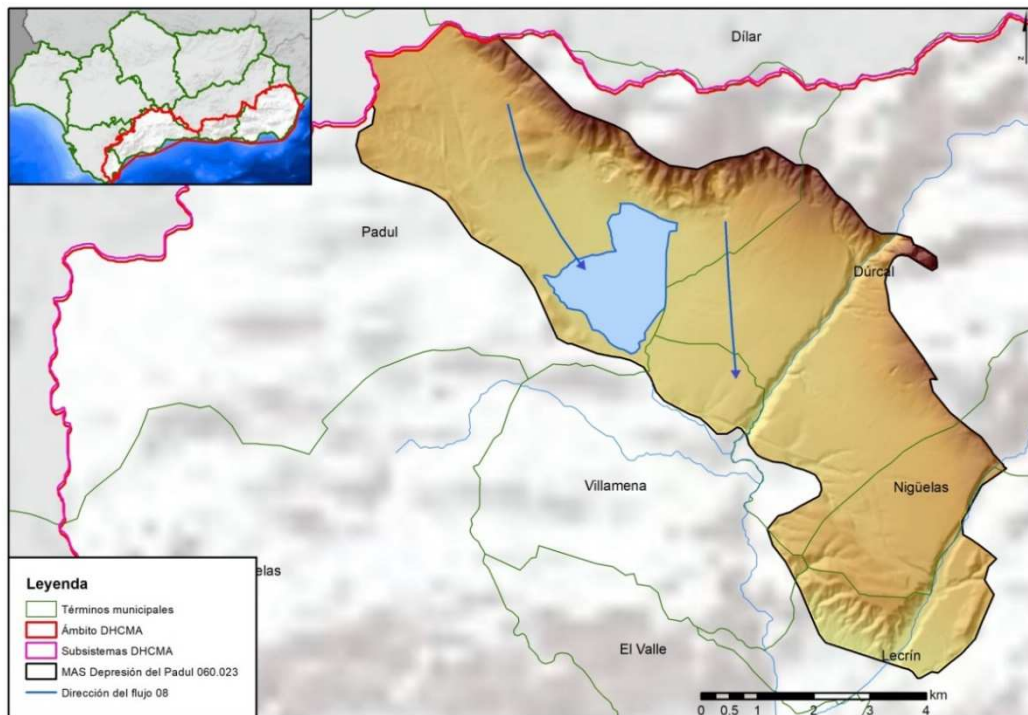 Dílar
z
Padul
Dúrcal
Villamena
Nigüelas
elas
El Valle
Lecrín
Leyenda
Términos municipales
Ámbito DHCMA
Subsistemas DHCMA
MAS Depresión del Padul 060.023
Dirección del flujo 08
km
0 0.5 1 2 3 4